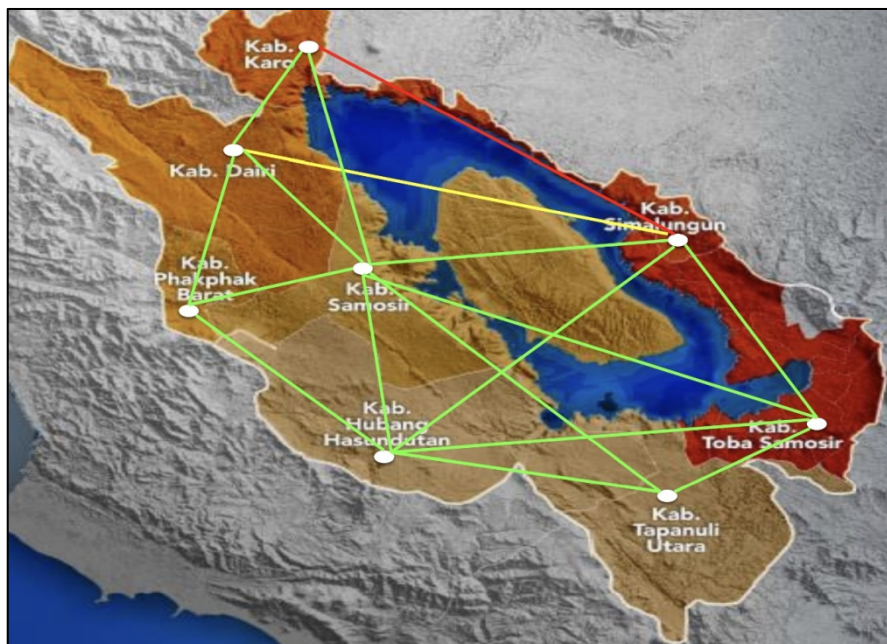 Kab.
Karo
Kab. Dairi
Kab.
Simalungun
Kab.
Phakphak
Barat
Kab.
Samosir
Kab.
Hubang
Hasundutan
Kab.
Toba Samosir
Kab.
Tapanuli
Utara